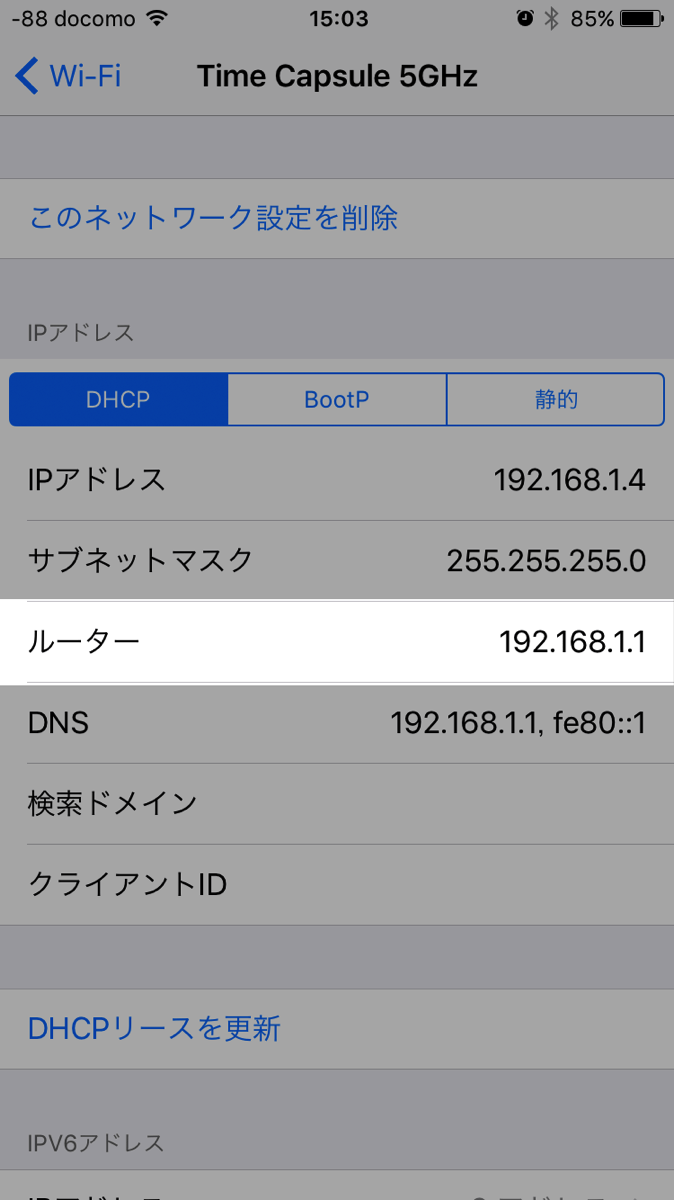 -88 docomo 15:03 85%
Wi-Fi Time Capsule 5GHz
このネットワーク設定を削除
IPアドレス
DHCP BootP 静的
IPアドレス 192.168.1.4
サブネットマスク 255.255.255.0
ルーター 192.168.1.1
DNS 192.168.1.1, fe80::1
検索ドメイン
クライアントID
DHCPリースを更新
IPV6アドレス